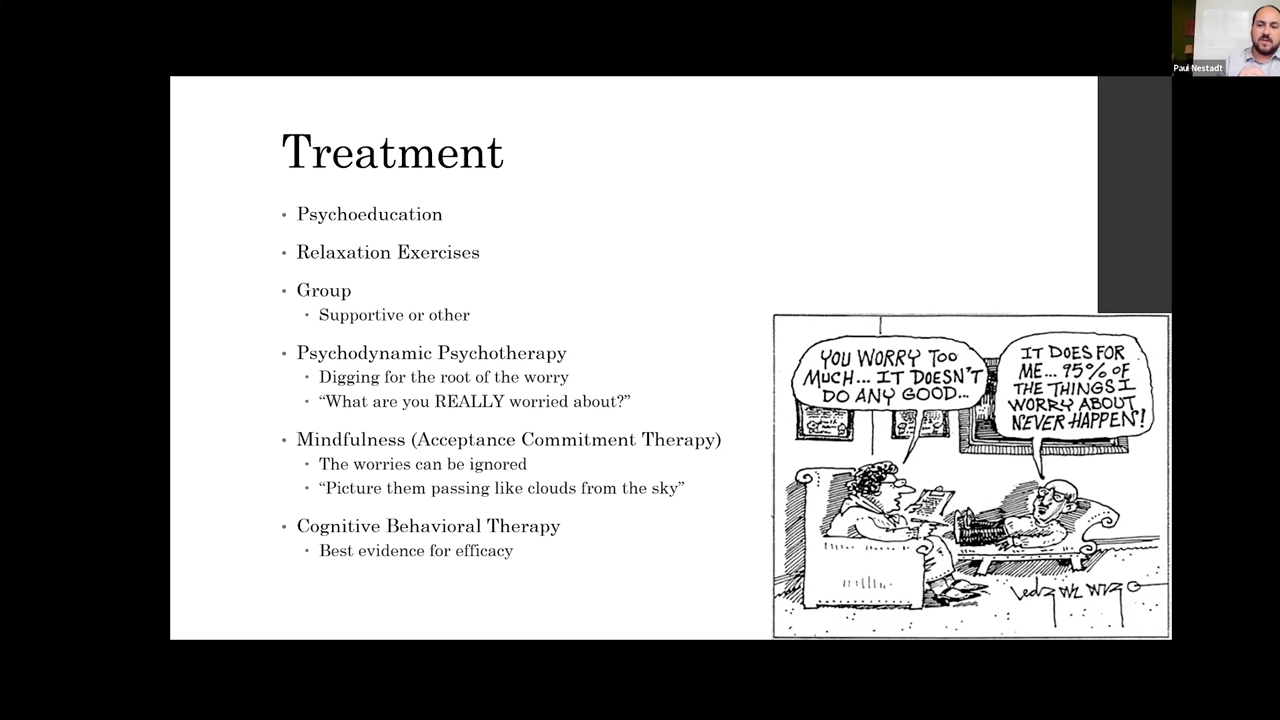 Paul Nestadt
Treatment
• Psychoeducation
• Relaxation Exercises
• Group
• Supportive or other
• Psychodynamic Psychotherapy
• Digging for the root of the worry
• “What are you REALLY worried about?”
• Mindfulness (Acceptance Commitment Therapy)
• The worries can be ignored
• “Picture them passing like clouds from the sky”
• Cognitive Behavioral Therapy
• Best evidence for efficacy
YOU WORRY TOO
MUCH... IT DOESN'T
DO ANY GOOD...
IT DOES FOR
ME... 95% OF
THE THINGS I
WORRY ABOUT
NEVER HAPPEN!